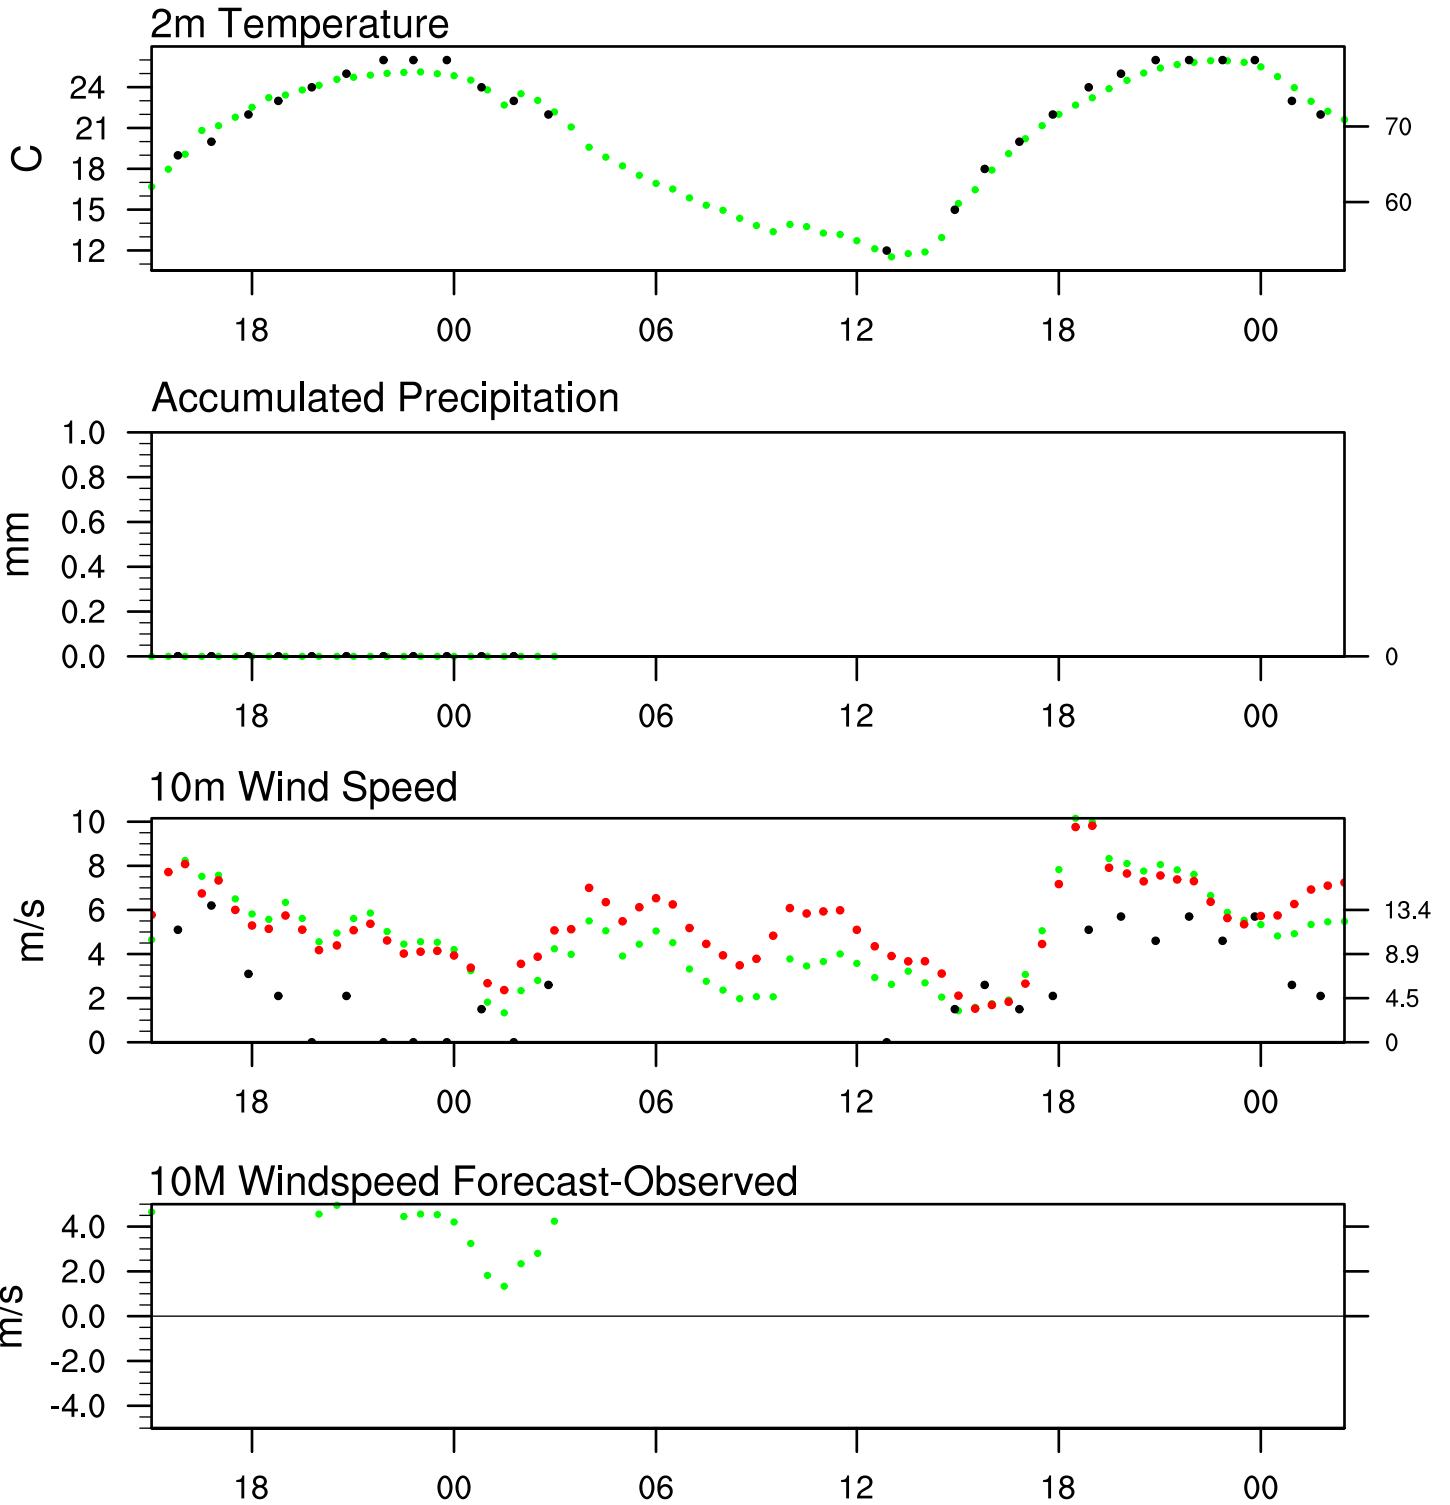 2m Temperature
C
24
21
18
15
12
70
60
18 00 06 12 18 00
Accumulated Precipitation
mm
1.0
0.8
0.6
0.4
0.2
0.0
0
18 00 06 12 18 00
10m Wind Speed
m/s
10
8
6
4
2
0
13.4
8.9
4.5
0
18 00 06 12 18 00
10M Windspeed Forecast-Observed
m/s
4.0
2.0
0.0
-2.0
-4.0
18 00 06 12 18 00